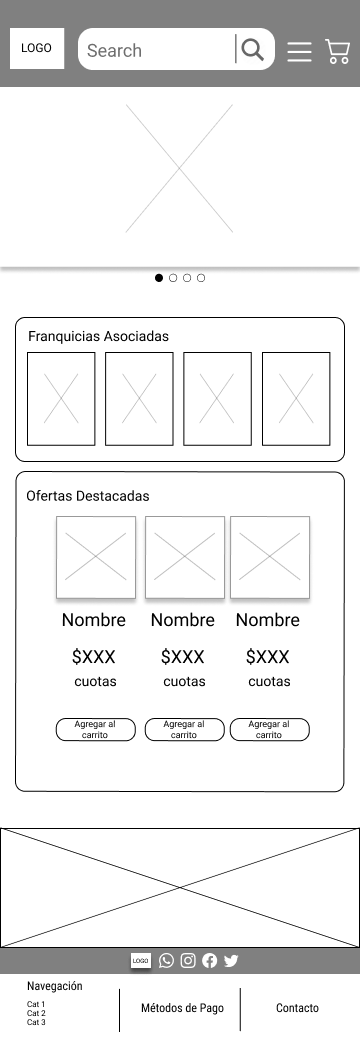 LOGO
Search
Franquicias Asociadas
Ofertas Destacadas
Nombre Nombre Nombre
$XXX $XXX $XXX
cuotas cuotas cuotas
Agregar al Agregar al Agregar al
carrito carrito carrito
LOGO
Navegación
Cat 1
Cat 2
Cat 3
Métodos de Pago
Contacto